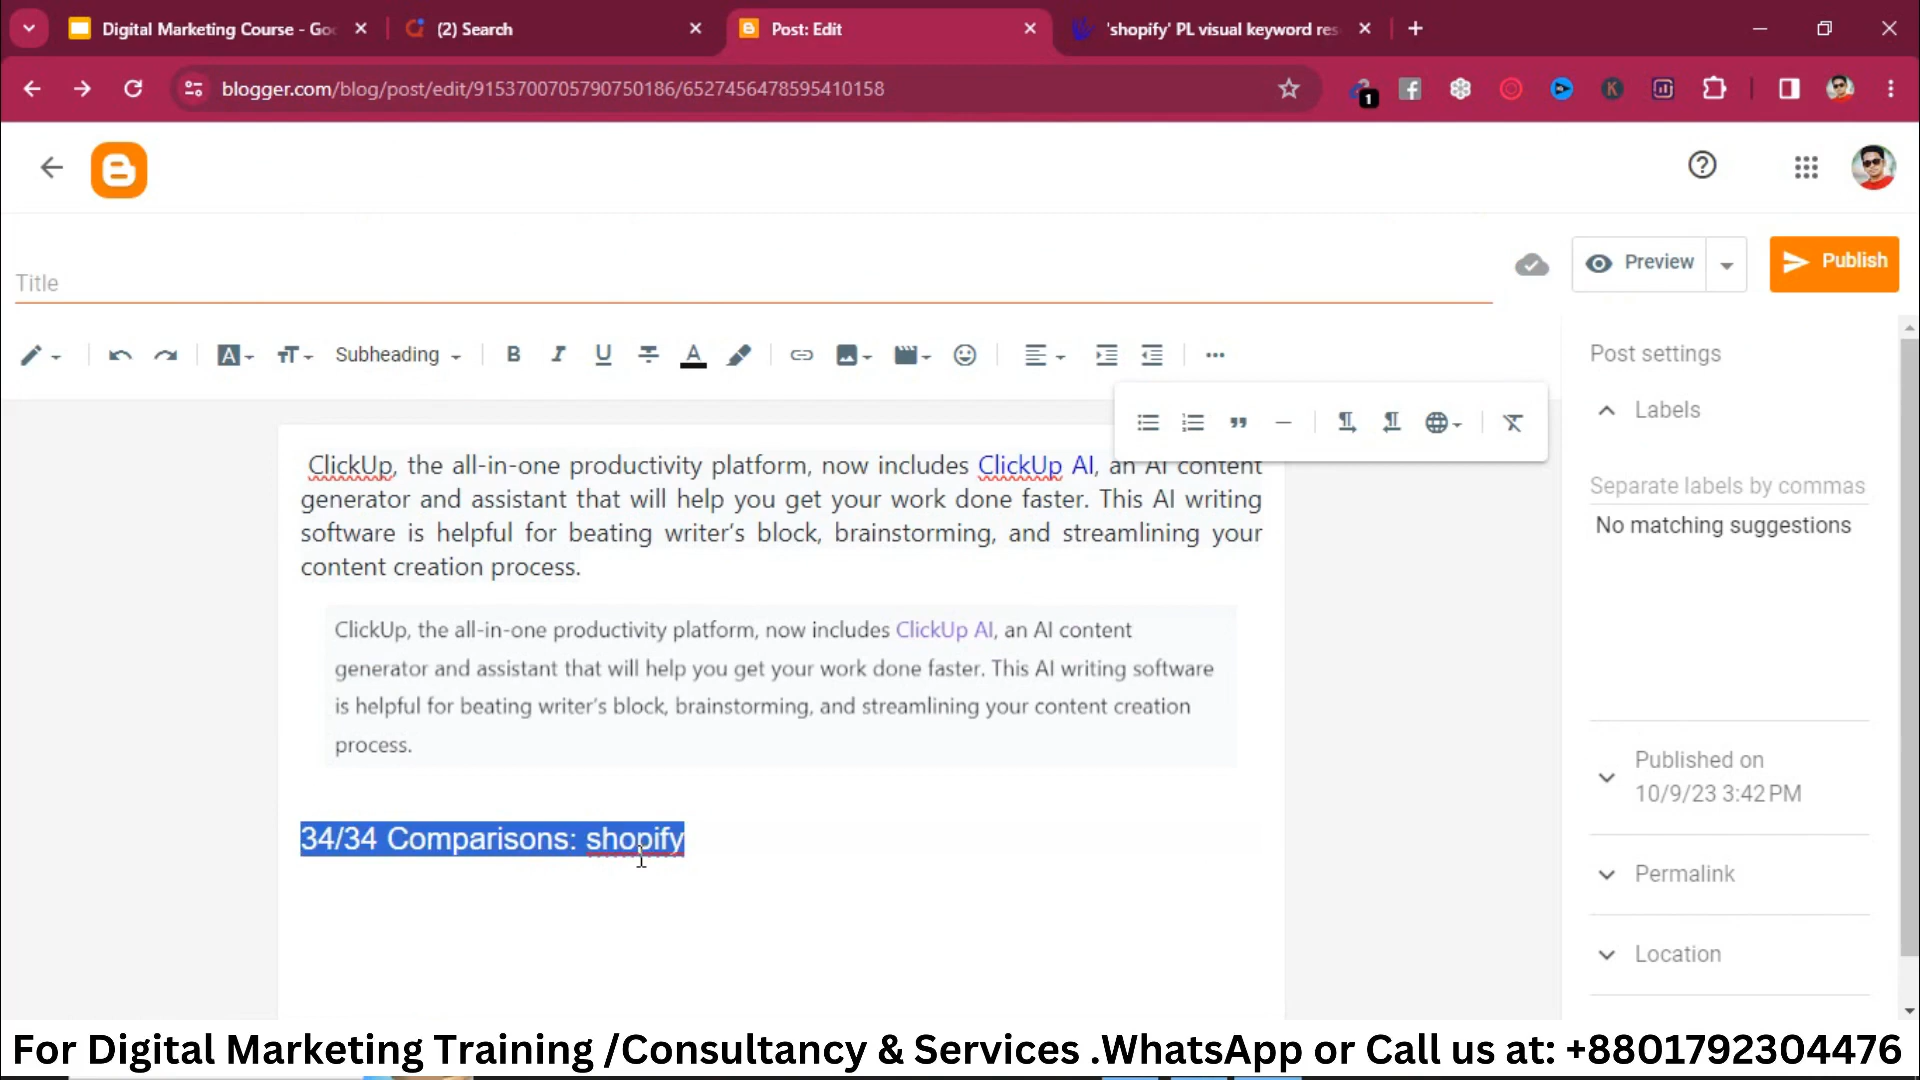 Digital Marketing Course - Goo
(2) Search
Post: Edit
'shopify' PL visual keyword res
blogger.com/blog/post/edit/9153700705790750186/6527456478595410158
1
K
Title
Preview
Publish
Subheading
Post settings
Labels
Separate labels by commas
No matching suggestions
ClickUp, the all-in-one productivity platform, now includes ClickUp AI, an AI content
generator and assistant that will help you get your work done faster. This AI writing
software is helpful for beating writer's block, brainstorming, and streamlining your
content creation process.
ClickUp, the all-in-one productivity platform, now includes ClickUp AI, an AI content
generator and assistant that will help you get your work done faster. This AI writing software
is helpful for beating writer's block, brainstorming, and streamlining your content creation
process.
34/34 Comparisons: shopify
Published on
10/9/23 3:42 PM
Permalink
Location
For Digital Marketing Training /Consultancy & Services .WhatsApp or Call us at: +8801792304476